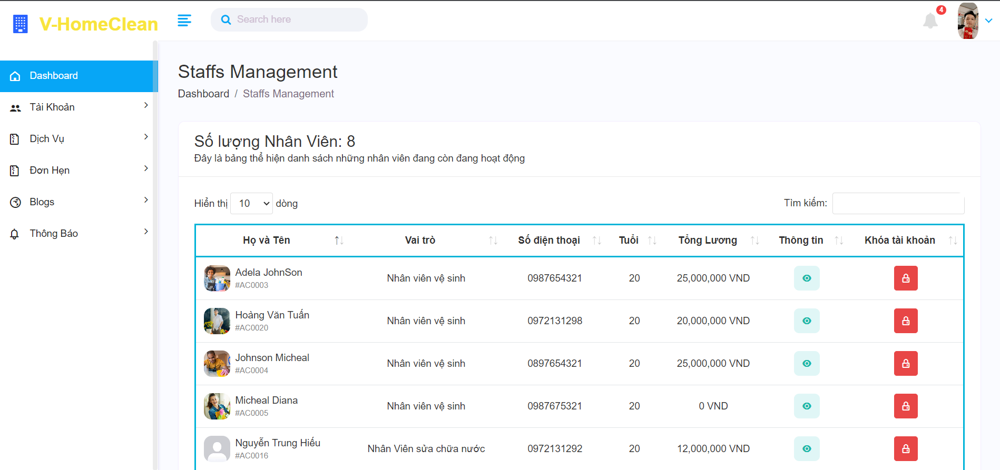 V-HomeClean
Search here
4
Dashboard
Tài Khoản
Dịch Vụ
Đơn Hẹn
Blogs
Thông Báo
Staffs Management
Dashboard / Staffs Management
Số lượng Nhân Viên: 8
Đây là bảng thể hiện danh sách những nhân viên đang còn đang hoạt động
Hiển thị 10 dòng
Tìm kiếm:
Họ và Tên Vai trò Số điện thoại Tuổi Tổng Lương Thông tin Khóa tài khoản
Adela JohnSon
#AC0003
Nhân viên vệ sinh 0987654321 20 25,000,000 VND
Hoàng Văn Tuấn
#AC0020
Nhân viên vệ sinh 0972131298 20 20,000,000 VND
Johnson Micheal
#AC0004
Nhân viên vệ sinh 0897654321 20 25,000,000 VND
Micheal Diana
#AC0005
Nhân viên vệ sinh 0987675321 20 0 VND
Nguyễn Trung Hiếu
#AC0016
Nhân Viên sửa chữa nước 0972131292 20 12,000,000 VND